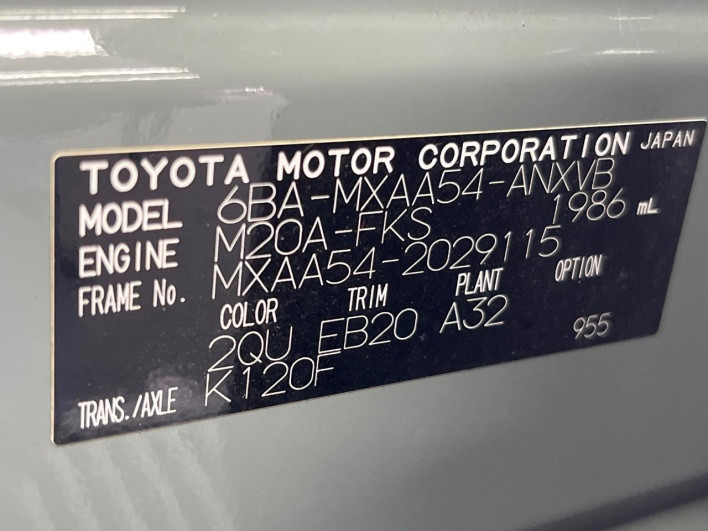 TOYOTA MOTOR CORPORATION JAPAN
MODEL 6BA-MXAA54-ANXVB
ENGINE M20A-FKS 1986 mL
FRAME No. MXAA54-2029115
COLOR TRIM PLANT OPTION
2QU EB20 A32 955
TRANS./AXLE K120F